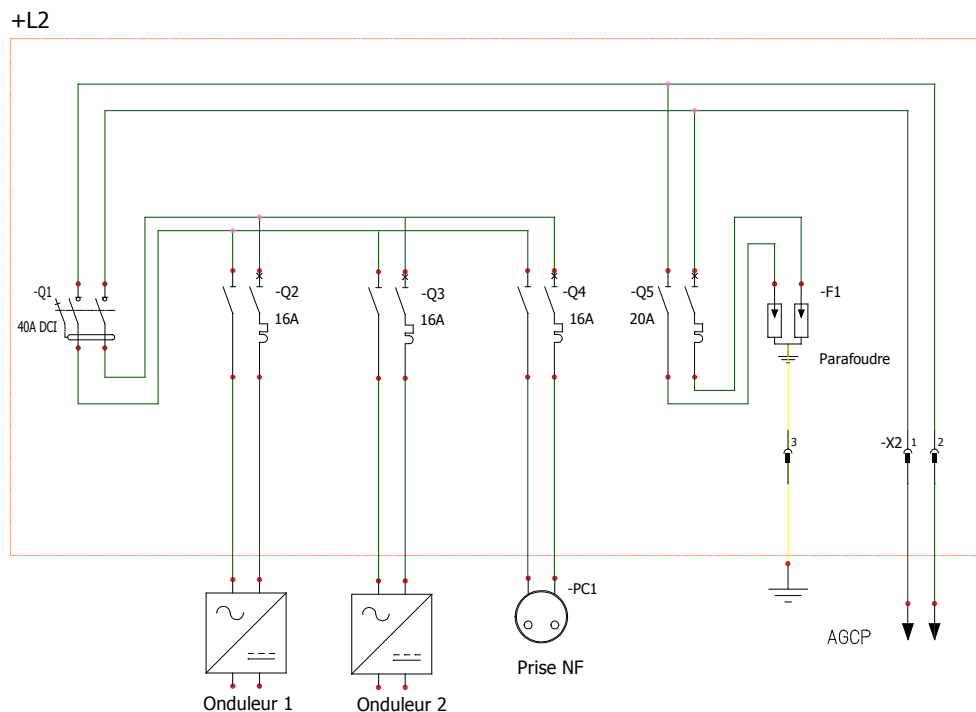 +L2
-Q1
40A DCI
-Q2
16A
-Q3
16A
-Q4
16A
-Q5
20A
-F1
Parafoudre
3
-X2
1
2
-PC1
AGCP
Prise NF
Onduleur 1
Onduleur 2